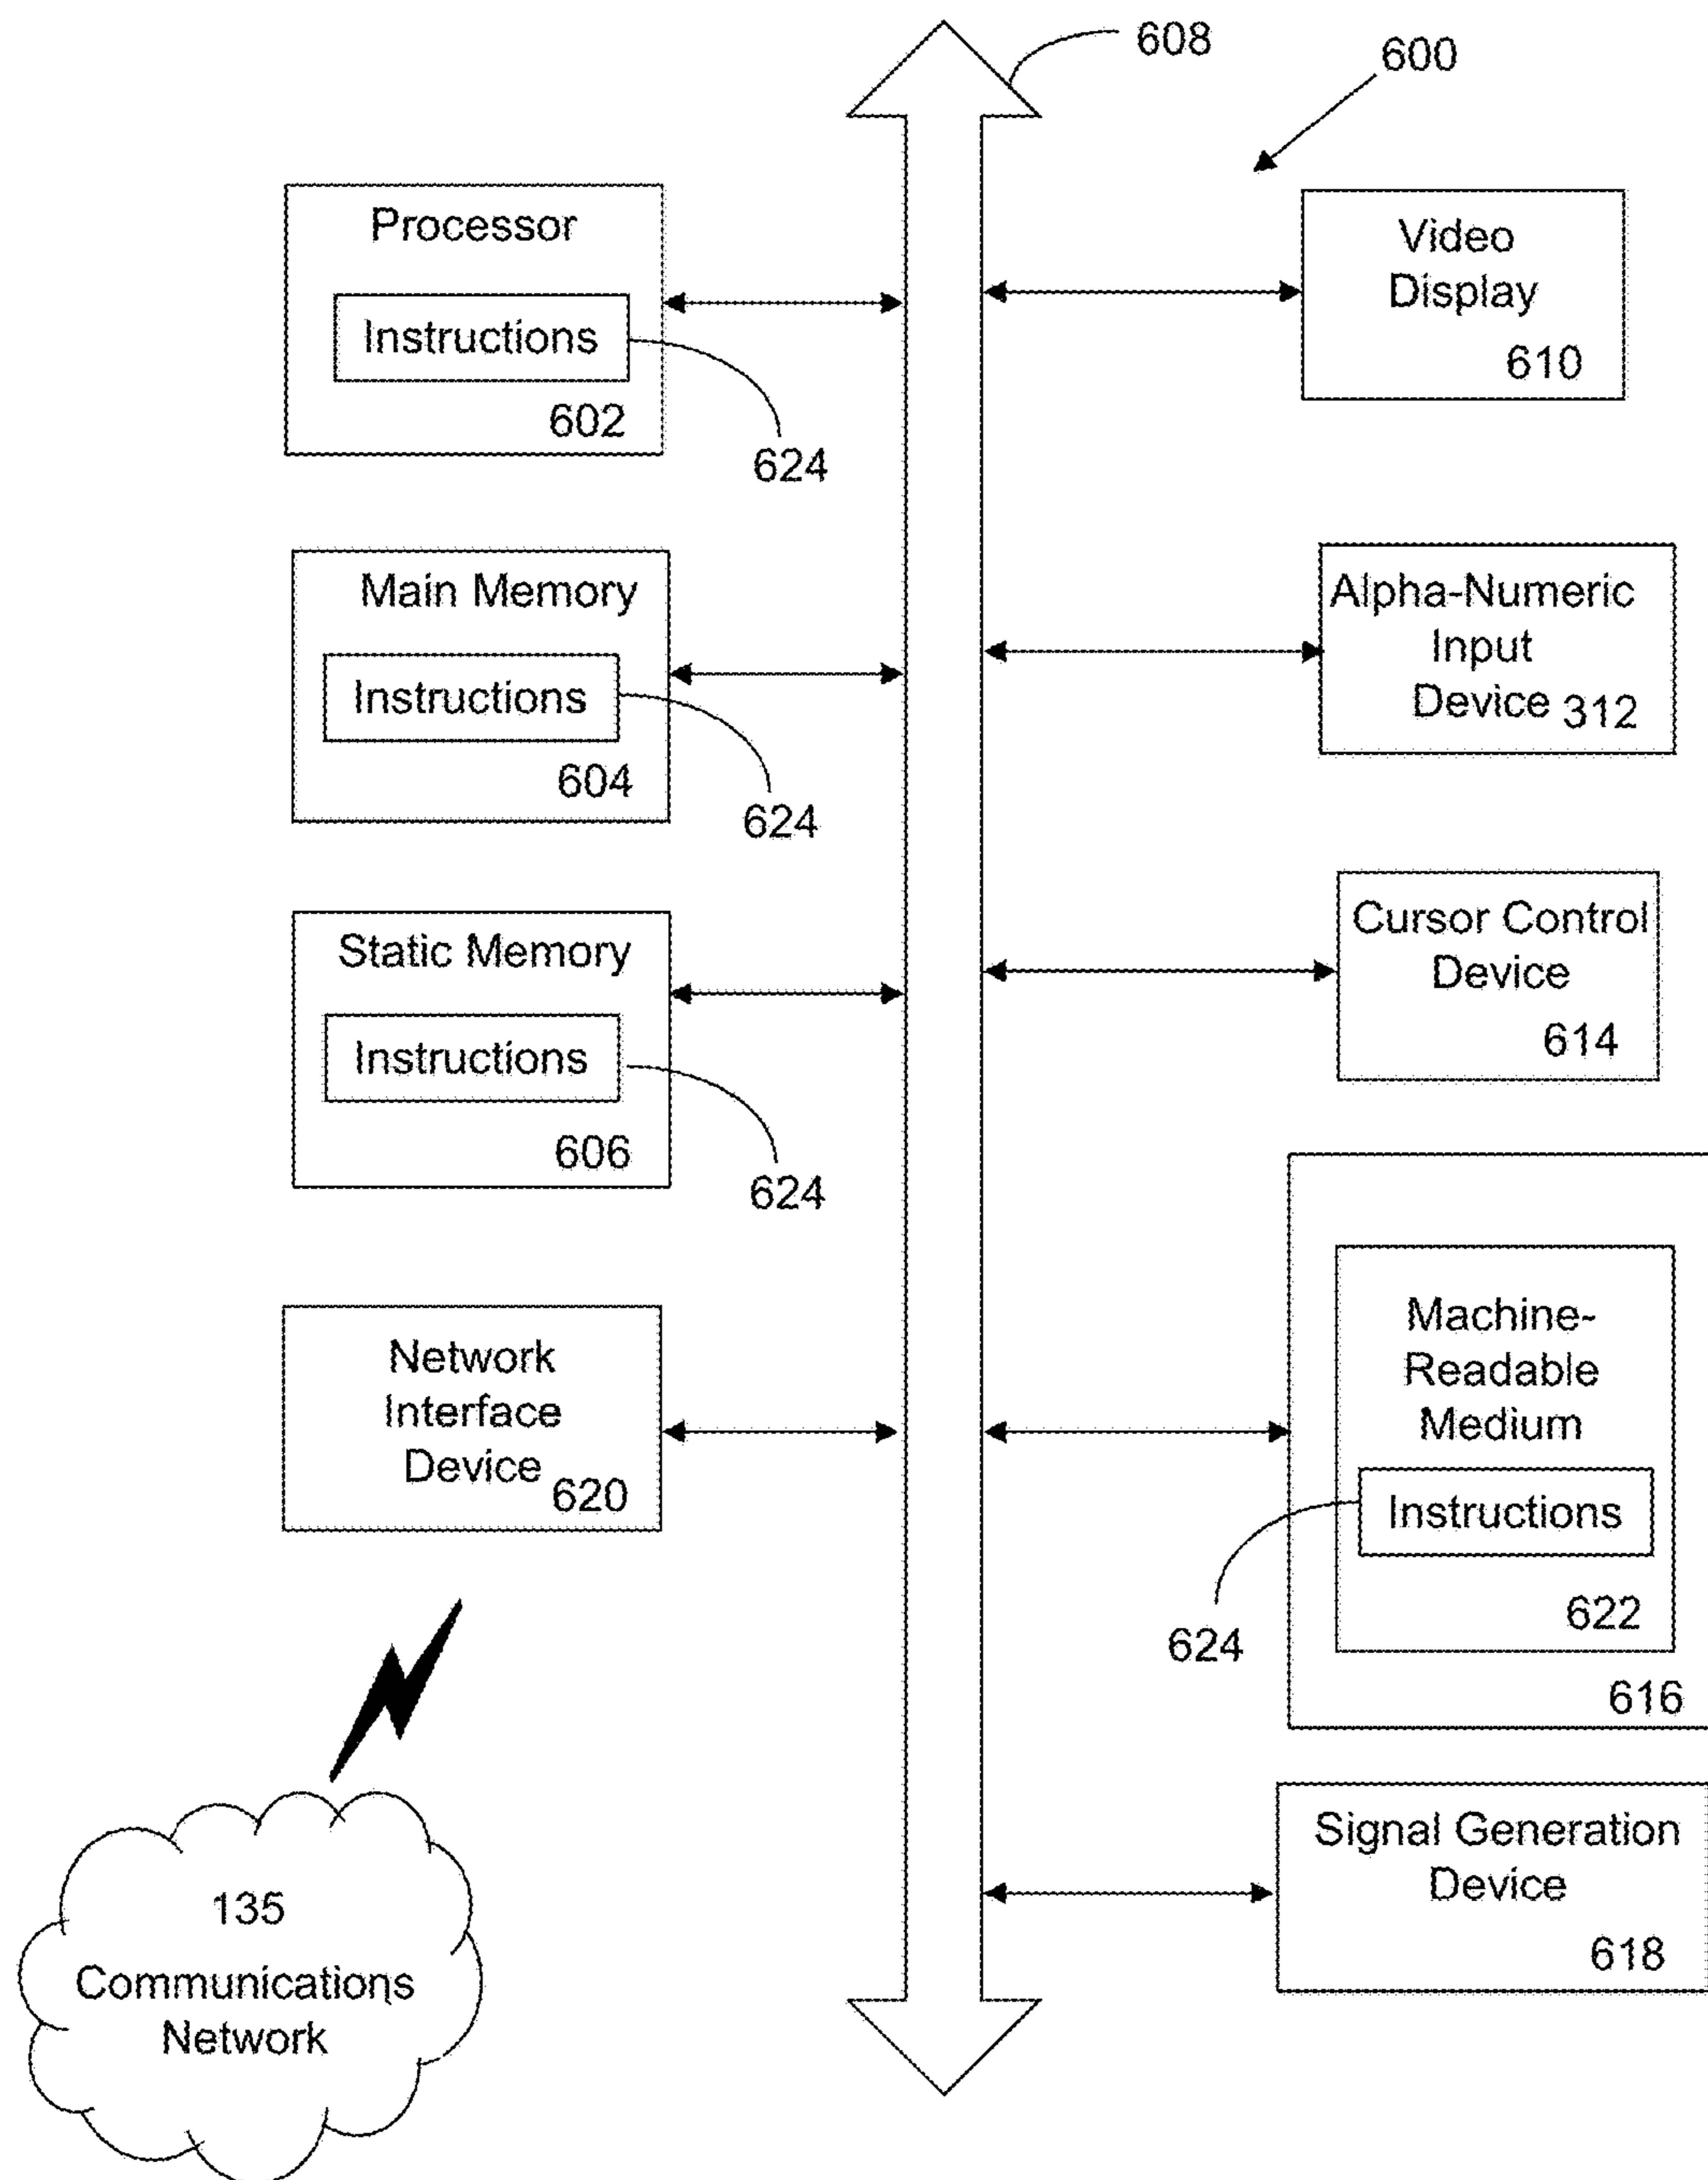 608
600
Processor
Instructions
602
624
Video
Display
610
Main Memory
Instructions
604
624
Alpha-Numeric
Input
Device 312
Static Memory
Instructions
606
624
Cursor Control
Device
614
Network
Interface
Device 620
Machine-
Readable
Medium
Instructions
622
624
616
Signal Generation
Device
618
135
Communications
Network